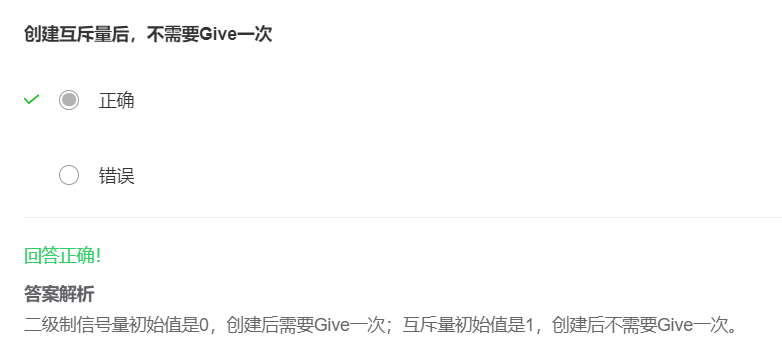 创建互斥量后，不需要Give一次
正确
错误
回答正确！
答案解析
二级制信号量初始值是0，创建后需要Give一次；互斥量初始值是1，创建后不需要Give一次。